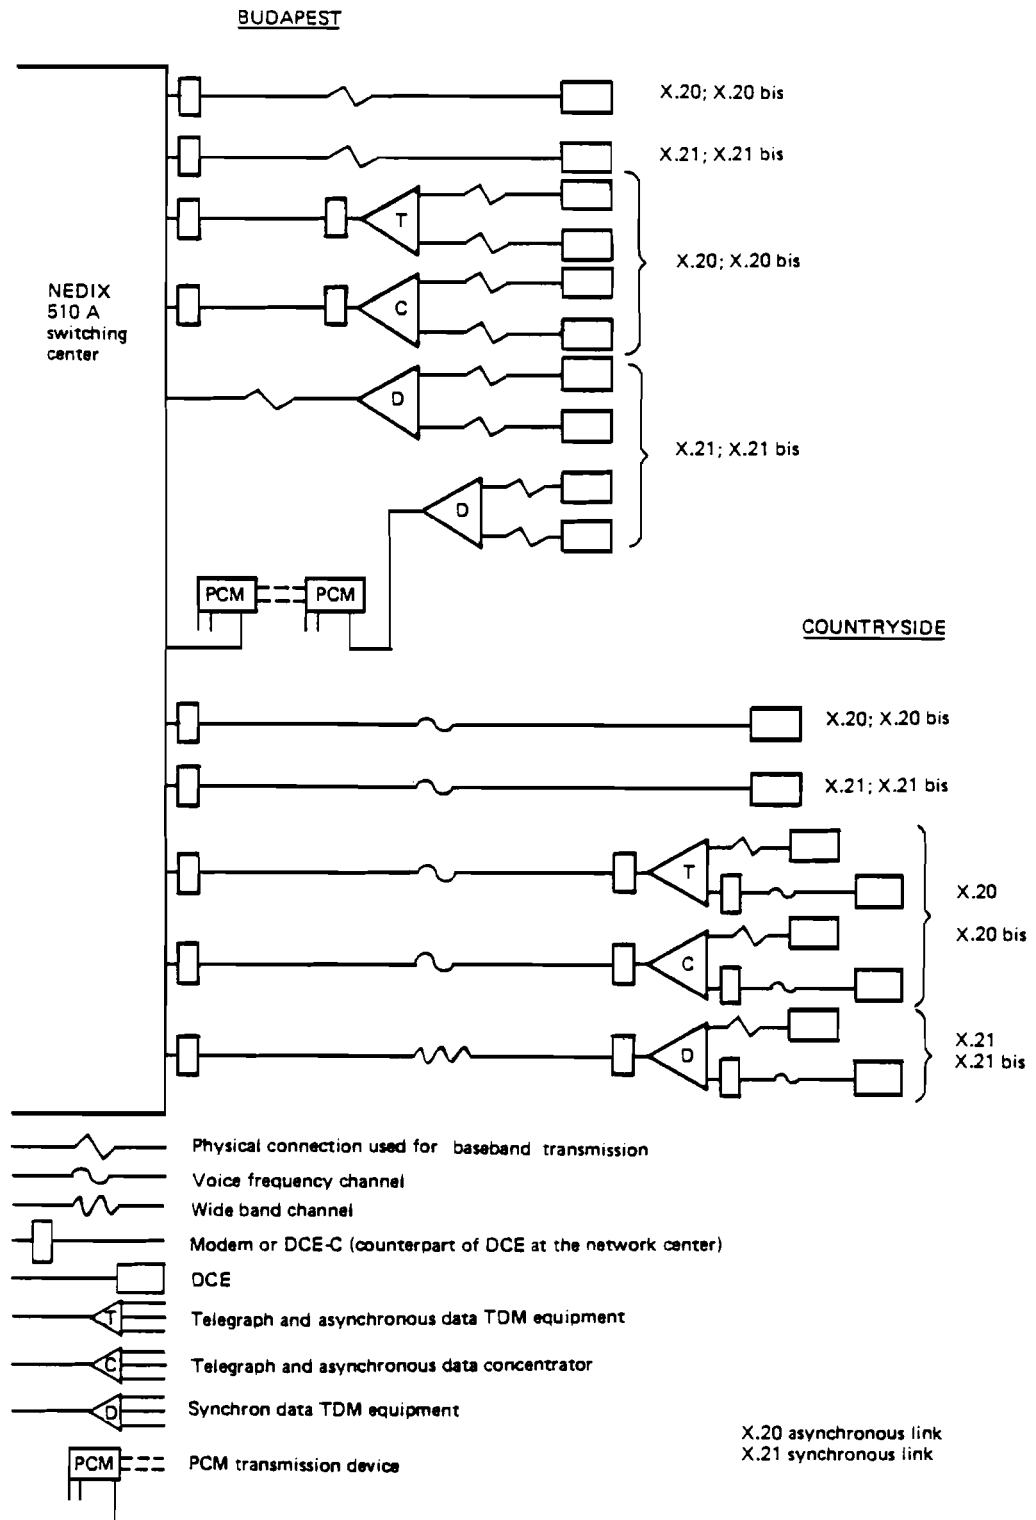 BUDAPEST
X.20; X.20 bis
X.21; X.21 bis
T
X.20; X.20 bis
NEDIX
510 A
switching
center
C
D
X.21; X.21 bis
D
PCM
PCM
COUNTRYSIDE
X.20; X.20 bis
X.21; X.21 bis
T
X.20
X.20 bis
C
D
X.21
X.21 bis
Physical connection used for baseband transmission
Voice frequency channel
Wide band channel
Modem or DCE-C (counterpart of DCE at the network center)
DCE
T
Telegraph and asynchronous data TDM equipment
C
Telegraph and asynchronous data concentrator
D
Synchron data TDM equipment
X.20 asynchronous link
X.21 synchronous link
PCM
PCM transmission device